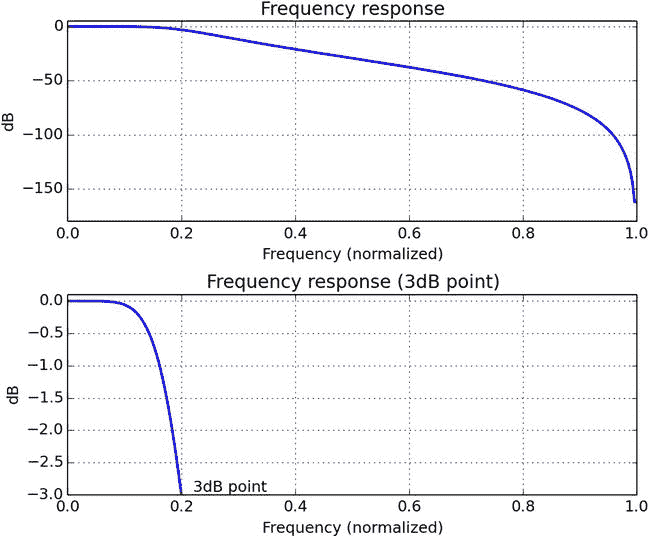 Frequency response
0
−50
−100
−150
dB
0.0 0.2 0.4 0.6 0.8 1.0
Frequency (normalized)
Frequency response (3dB point)
0.0
−0.5
−1.0
−1.5
−2.0
−2.5
−3.0
dB
3dB point
0.0 0.2 0.4 0.6 0.8 1.0
Frequency (normalized)